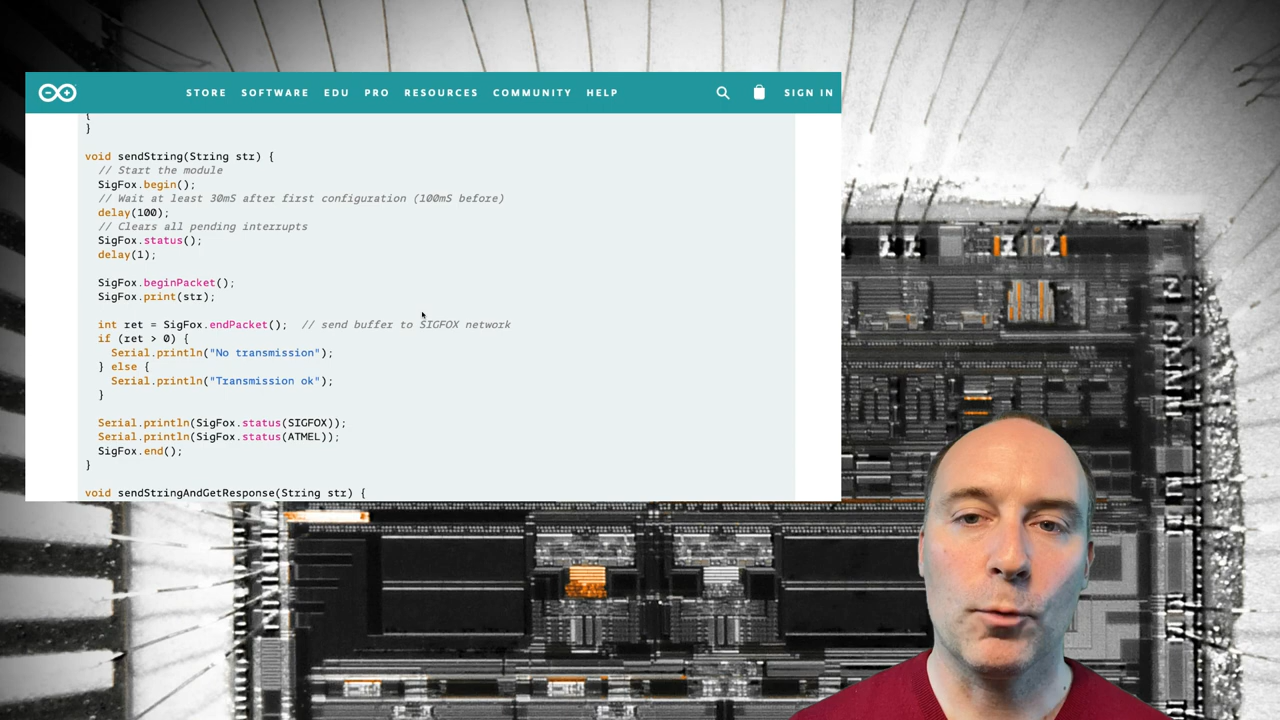 STORE SOFTWARE EDU PRO RESOURCES COMMUNITY HELP SIGN IN
{
}
void sendString(String str) {
// Start the module
SigFox.begin();
// Wait at least 30mS after first configuration (100mS before)
delay(100);
// Clears all pending interrupts
SigFox.status();
delay(1);
SigFox.beginPacket();
SigFox.print(str);
int ret = SigFox.endPacket(); // send buffer to SIGFOX network
if (ret > 0) {
Serial.println("No transmission");
} else {
Serial.println("Transmission ok");
}
Serial.println(SigFox.status(SIGFOX));
Serial.println(SigFox.status(ATMEL));
SigFox.end();
}
void sendStringAndGetResponse(String str) {